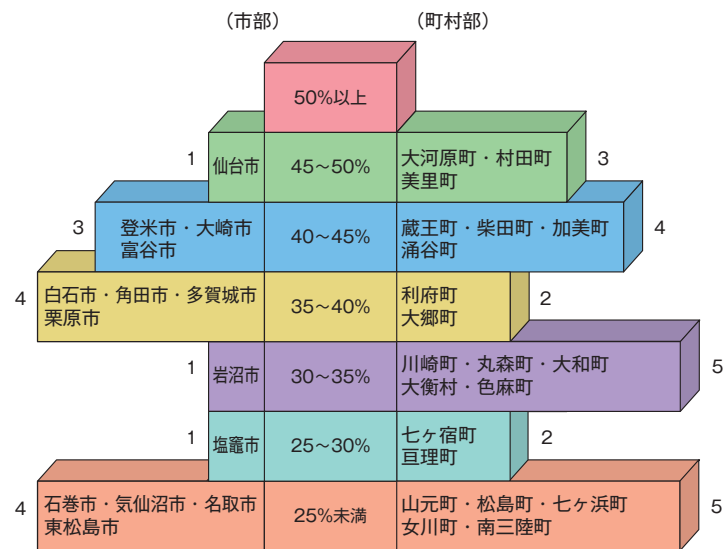 （市部）
（町村部）
50%以上
1
仙台市
45～50%
大河原町・村田町
美里町
3
3
登米市・大崎市
富谷市
40～45%
蔵王町・柴田町・加美町
涌谷町
4
4
白石市・角田市・多賀城市
栗原市
35～40%
利府町
大郷町
2
1
岩沼市
30～35%
川崎町・丸森町・大和町
大衡村・色麻町
5
1
塩竈市
25～30%
七ヶ宿町
亘理町
2
4
石巻市・気仙沼市・名取市
東松島市
25%未満
山元町・松島町・七ヶ浜町
女川町・南三陸町
5